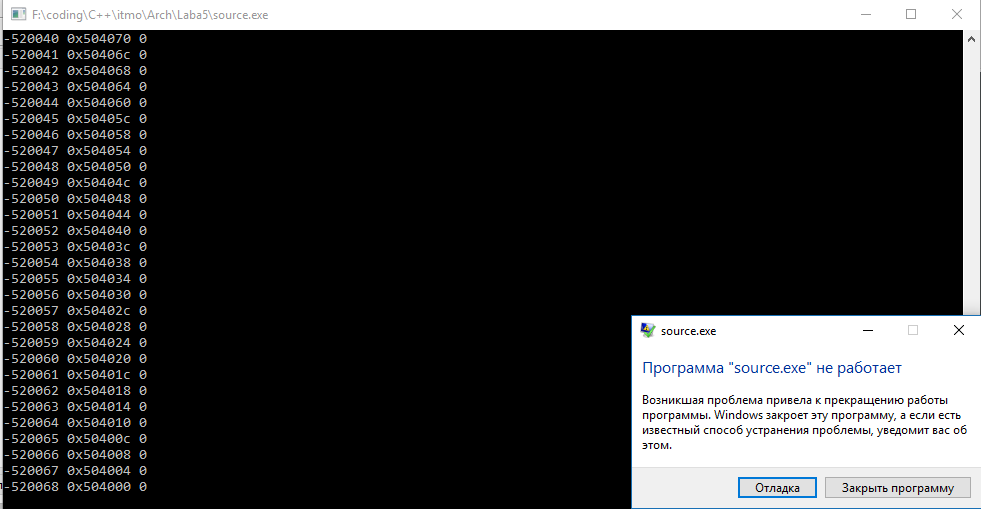 F:\coding\C++\itmo\Arch\Laba5\source.exe
-520040 0x504070 0
-520041 0x50406c 0
-520042 0x504068 0
-520043 0x504064 0
-520044 0x504060 0
-520045 0x50405c 0
-520046 0x504058 0
-520047 0x504054 0
-520048 0x504050 0
-520049 0x50404c 0
-520050 0x504048 0
-520051 0x504044 0
-520052 0x504040 0
-520053 0x50403c 0
-520054 0x504038 0
-520055 0x504034 0
-520056 0x504030 0
-520057 0x50402c 0
-520058 0x504028 0
-520059 0x504024 0
-520060 0x504020 0
-520061 0x50401c 0
-520062 0x504018 0
-520063 0x504014 0
-520064 0x504010 0
-520065 0x50400c 0
-520066 0x504008 0
-520067 0x504004 0
-520068 0x504000 0
source.exe
Программа "source.exe" не работает
Возникшая проблема привела к прекращению работы
программы. Windows закроет эту программу, а если есть
известный способ устранения проблемы, уведомит вас об
этом.
Отладка
Закрыть программу